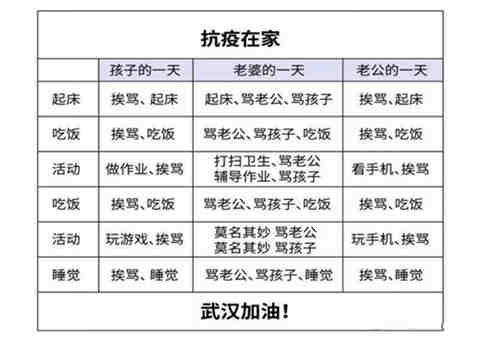 抗疫在家
孩子的一天 老婆的一天 老公的一天
起床 挨骂、起床 起床、骂老公、骂孩子 挨骂、起床
吃饭 挨骂、吃饭 骂老公、骂孩子、吃饭 挨骂、吃饭
活动 做作业、挨骂 打扫卫生、骂老公 看手机、挨骂
辅导作业、骂孩子
吃饭 挨骂、吃饭 骂老公、骂孩子、吃饭 挨骂、吃饭
活动 玩游戏、挨骂 莫名其妙 骂老公 玩手机、挨骂
莫名其妙 骂孩子
睡觉 挨骂、睡觉 骂老公、骂孩子、睡觉 挨骂、睡觉
武汉加油！